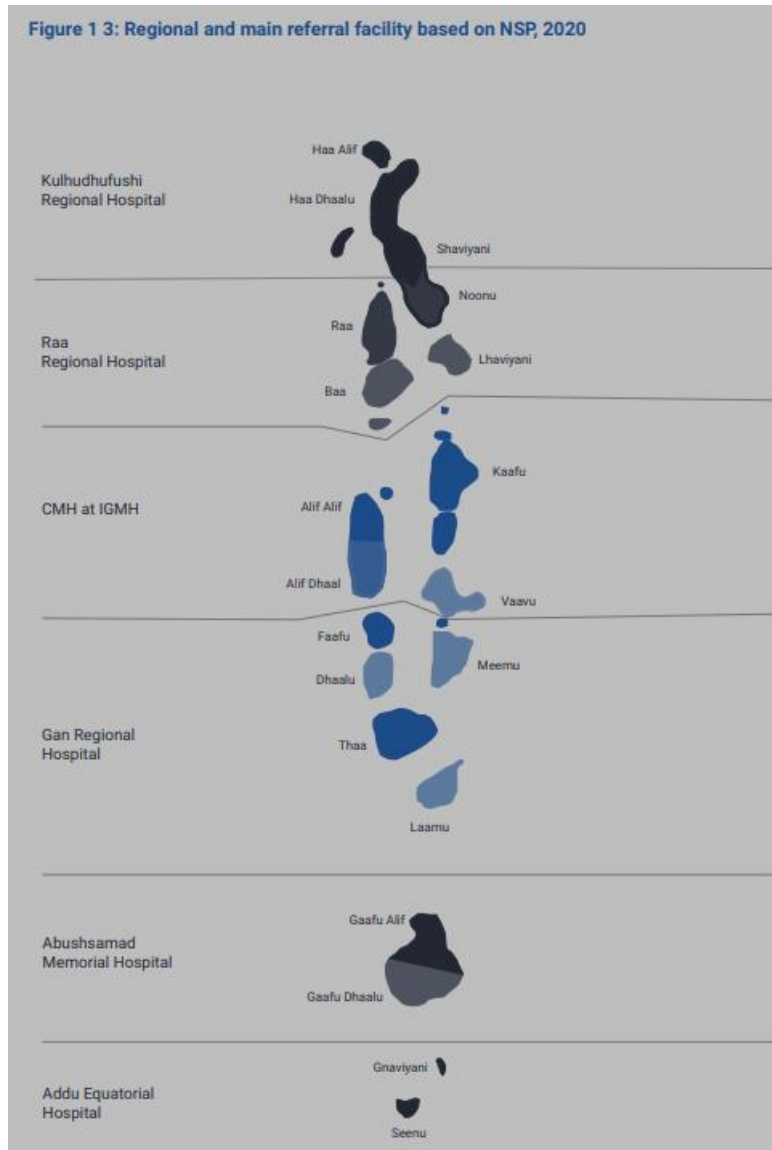 Figure 1 3: Regional and main referral facility based on NSP, 2020
Haa Alif
Kulhudhufushi
Regional Hospital
Haa Dhaalu
Shaviyani
Noonu
Raa
Raa
Regional Hospital
Lhaviyani
Baa
Kaafu
CMH at IGMH
Alif Alif
Alif Dhaal
Vaavu
Faafu
Meemu
Dhaalu
Gan Regional
Hospital
Thaa
Laamu
Gaafu Alif
Abushsamad
Memorial Hospital
Gaafu Dhaalu
Gnaviyani
Addu Equatorial
Hospital
Seenu